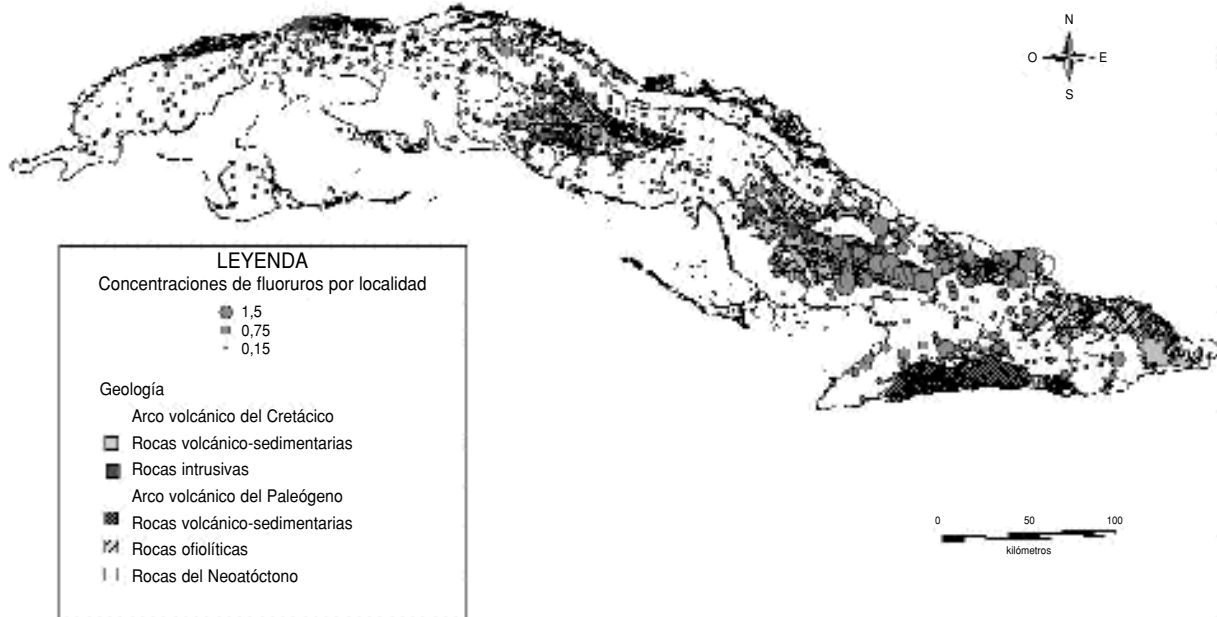 N
O E
S
LEYENDA
Concentraciones de fluoruros por localidad
1,5
0,75
0,15
Geología
Arco volcánico del Cretácico
Rocas volcánico-sedimentarias
Rocas intrusivas
Arco volcánico del Paleógeno
Rocas volcánico-sedimentarias
Rocas ofiolíticas
Rocas del Neoatóctono
0 50 100
kilómetros